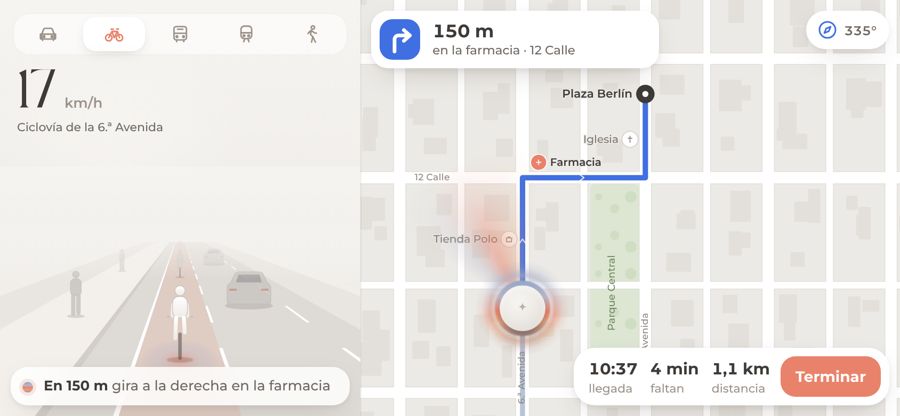 17 km/h
Ciclovía de la 6.ª Avenida
En 150 m gira a la derecha en la farmacia
150 m
en la farmacia · 12 Calle
335°
Plaza Berlín
Iglesia
Farmacia
12 Calle
Tienda Polo
Parque Central
6.ª Avenida
Avenida
10:37 4 min 1,1 km
llegada faltan distancia
Terminar